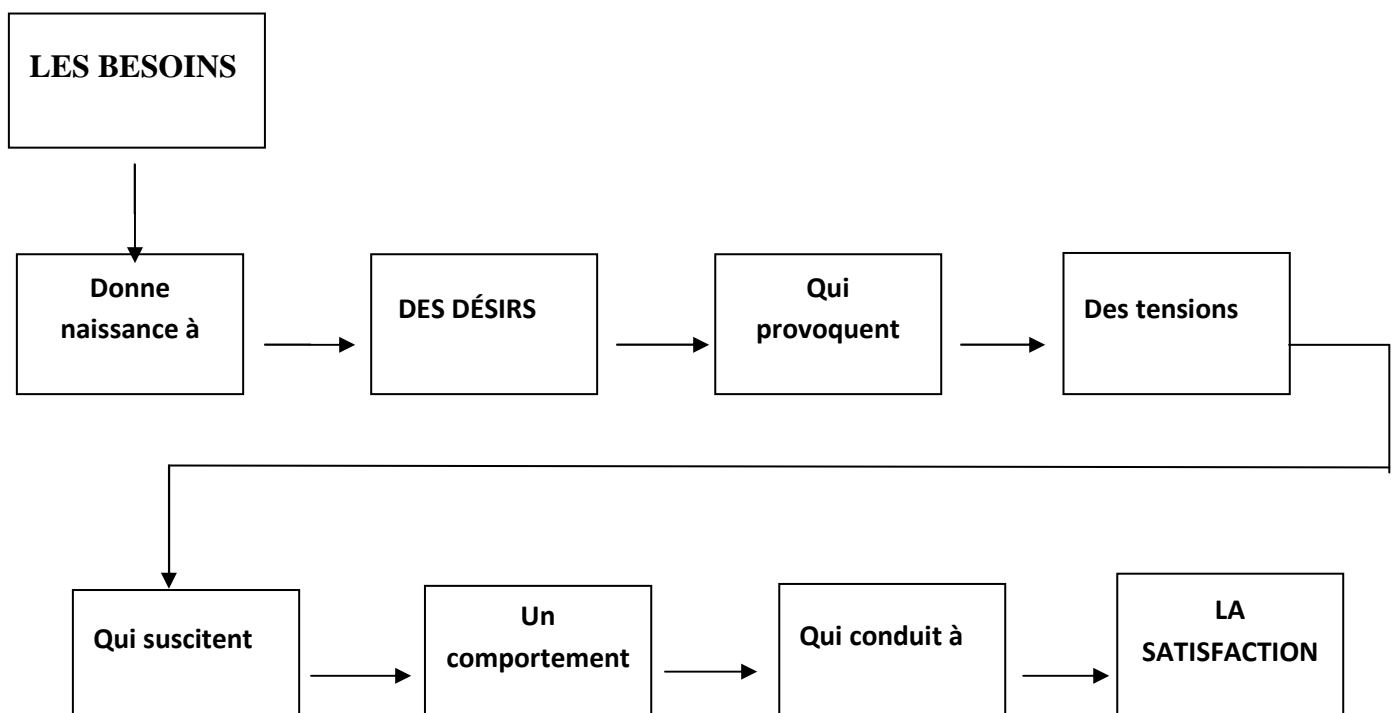 LES BESOINS
Donne
naissance à
DES DÉSIRS
Qui
provoquent
Des tensions
Qui suscitent
Un
comportement
Qui conduit à
LA
SATISFACTION